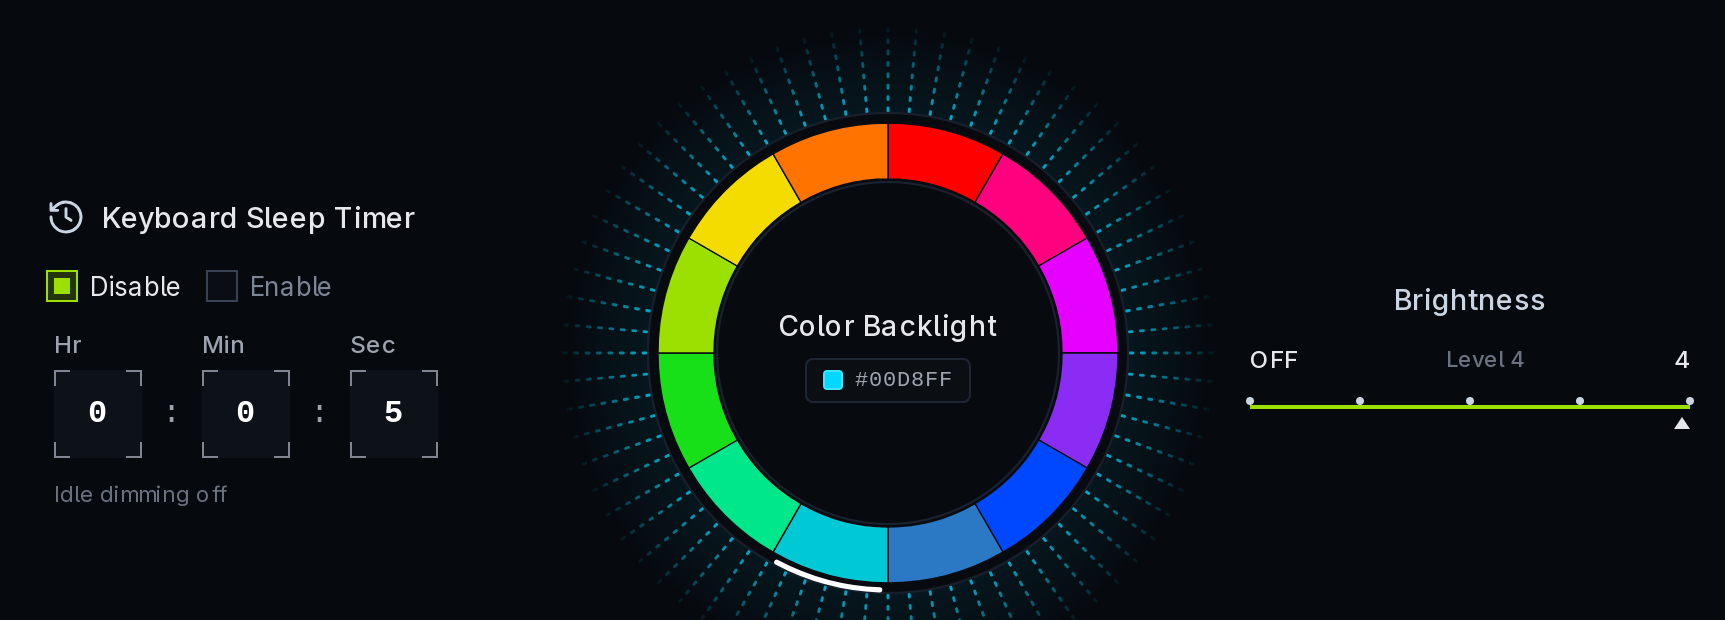 Keyboard Sleep Timer
Disable Enable
Hr Min Sec
0 : 0 : 5
Idle dimming off
Color Backlight
#00D8FF
Brightness
OFF Level 4 4